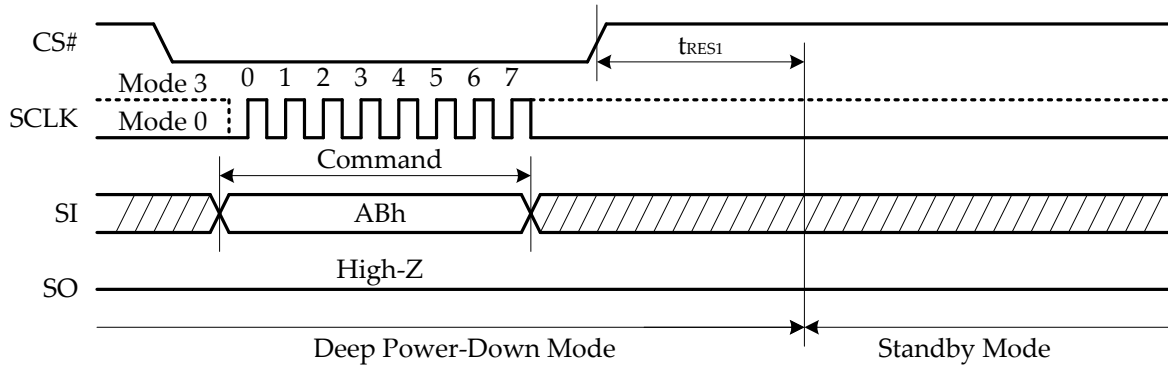 CS#
tRES1
Mode 3
0 1 2 3 4 5 6 7
SCLK
Mode 0
Command
SI
ABh
High-Z
SO
Deep Power-Down Mode
Standby Mode